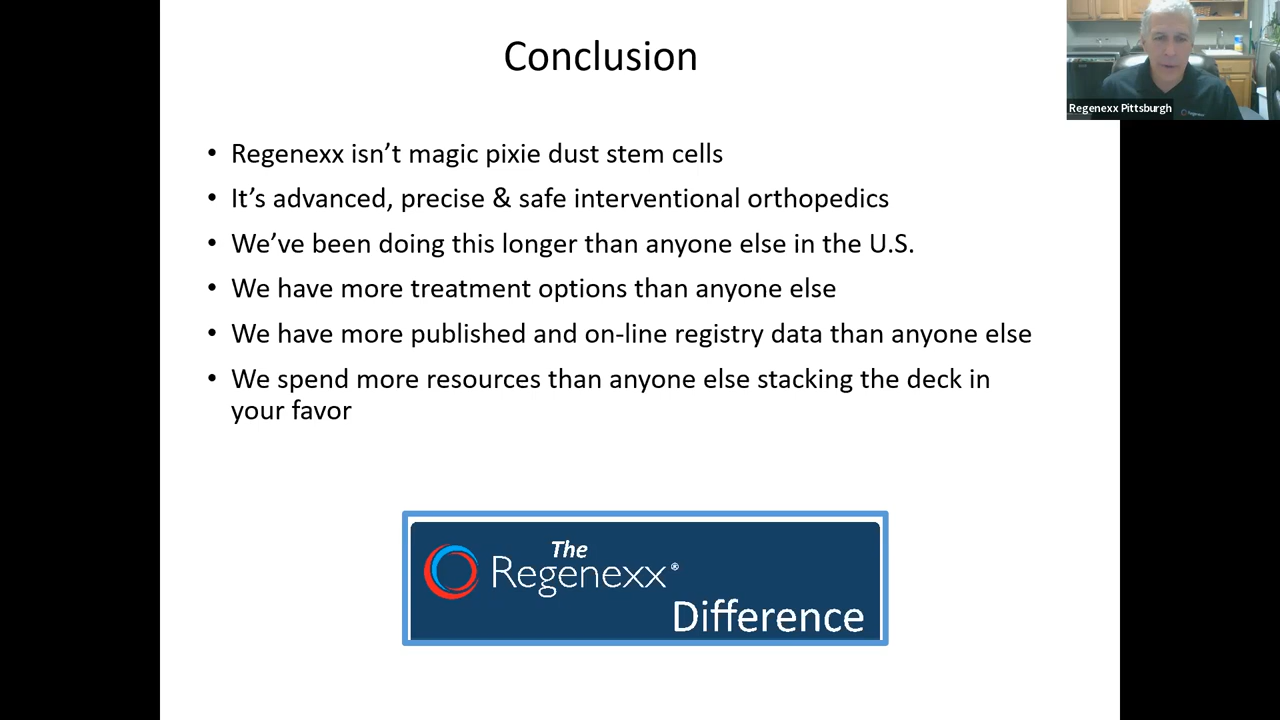 Conclusion
Regenexx Pittsburgh
• Regenexx isn’t magic pixie dust stem cells
• It’s advanced, precise & safe interventional orthopedics
• We’ve been doing this longer than anyone else in the U.S.
• We have more treatment options than anyone else
• We have more published and on-line registry data than anyone else
• We spend more resources than anyone else stacking the deck in
your favor
The
Regenexx®
Difference